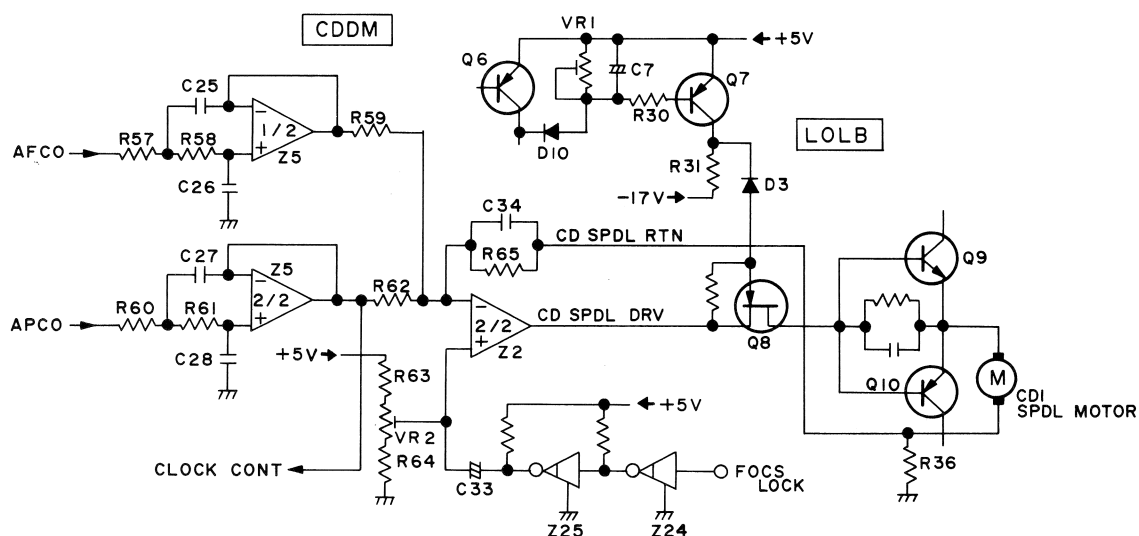 CDDM
VR1
+5V
Q6
C7
Q7
C25
R59
R30
LOLB
R57
R58
1/2
Z5
D10
AFCO
R31
D3
C26
-17V
C34
CD SPDL RTN
C27
Z5
R65
Q9
R60
R61
2/2
R62
APCO
CD SPDL DRV
2/2
Z2
Q8
C28
+5V
R63
Q10
M
CD1
SPDL MOTOR
VR2
+5V
CLOCK CONT
R64
C33
FOCS
LOCK
R36
Z25
Z24